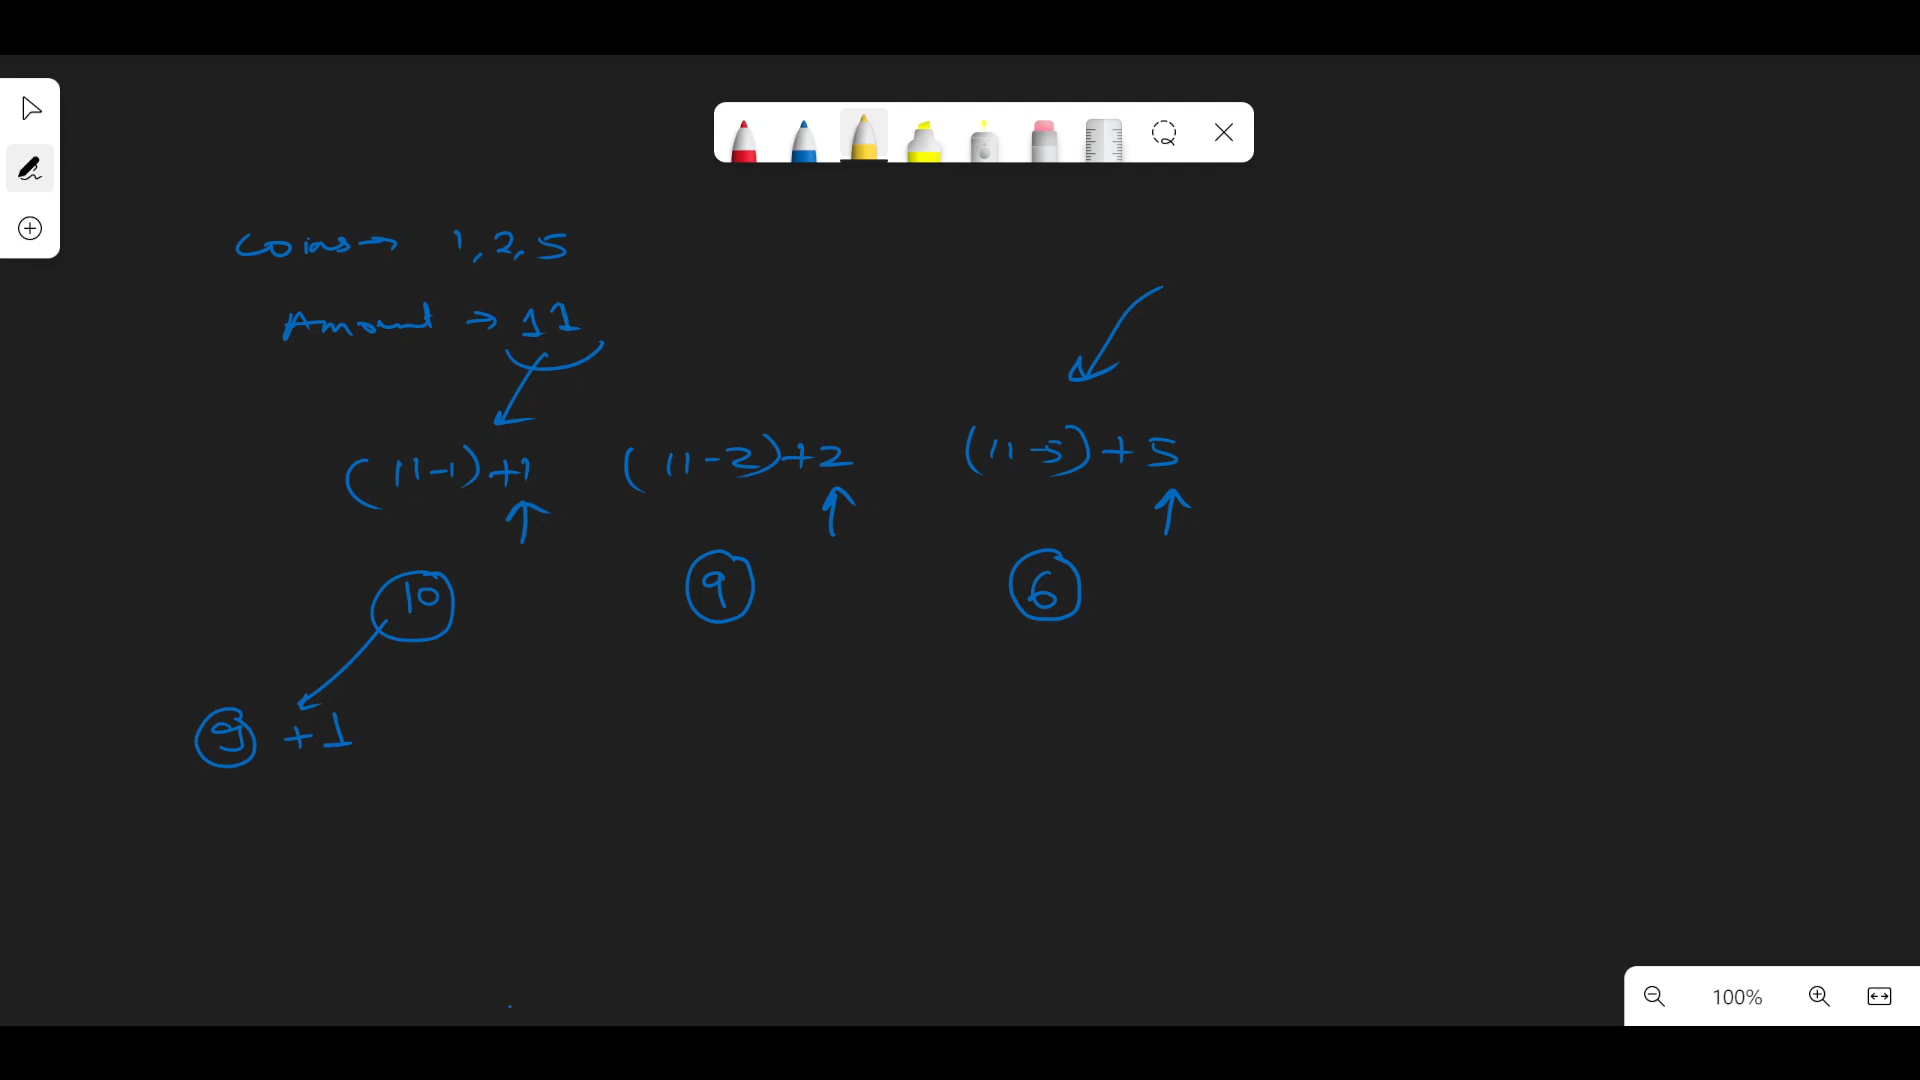 Coins → 1, 2, 5
Amount → 11
(11-1)+1 (11-2)+2 (11-5)+5
10 9 6
9 +1
100%